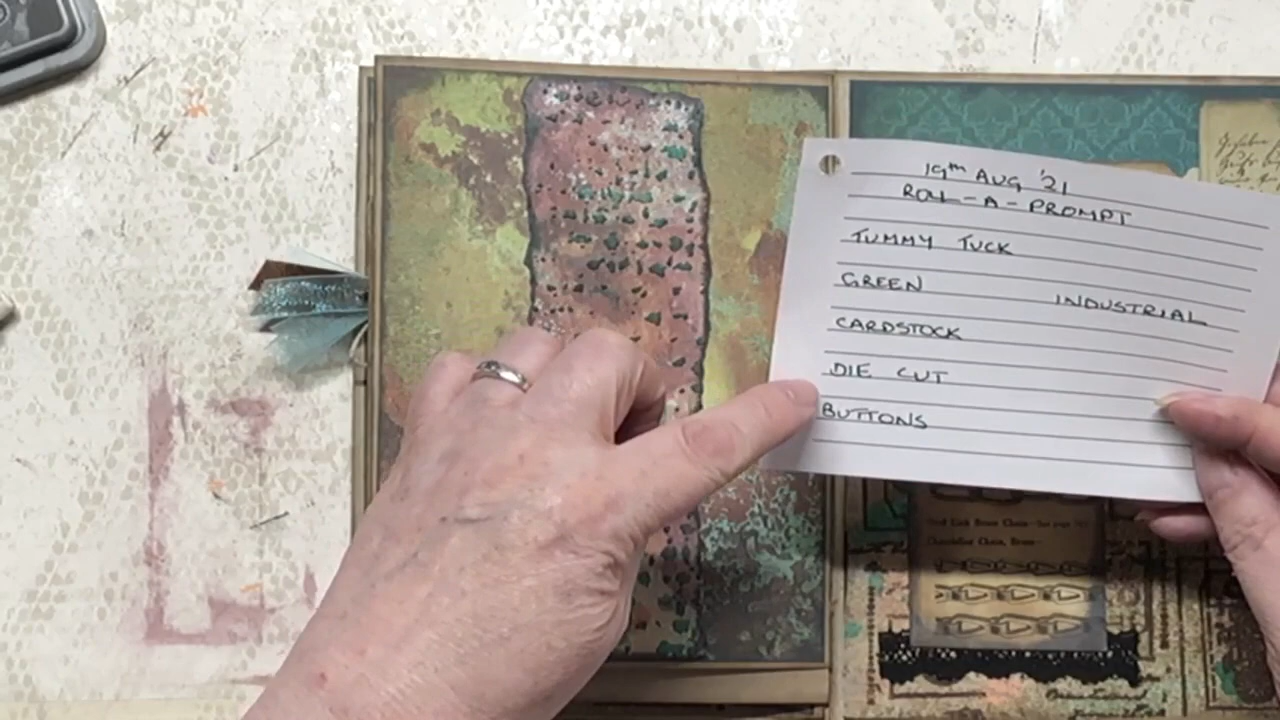 19th AUG '21
ROLL-A-PROMPT
TUMMY TUCK
GREEN
INDUSTRIAL
CARDSTOCK
DIE CUT
BUTTONS